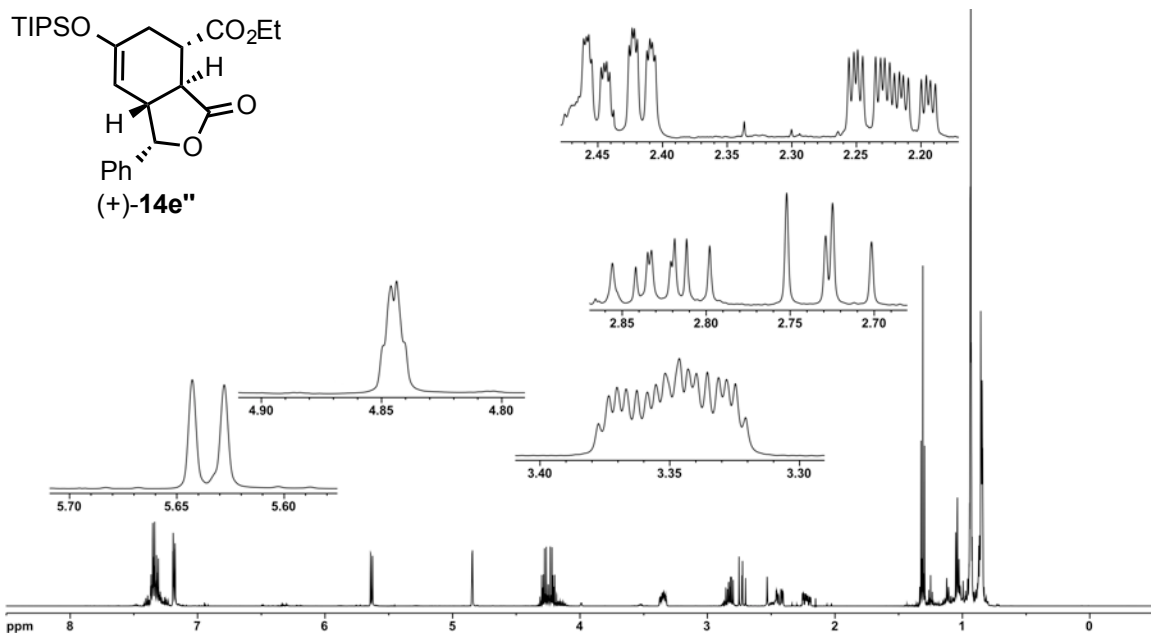 TIPSO
CO2Et
H
O
H
O
Ph
(+)-14e"
2.45 2.40 2.35 2.30 2.25 2.20
2.85 2.80 2.75 2.70
4.90 4.85 4.80
3.40 3.35 3.30
5.70 5.65 5.60
ppm 8 7 6 5 4 3 2 1 0